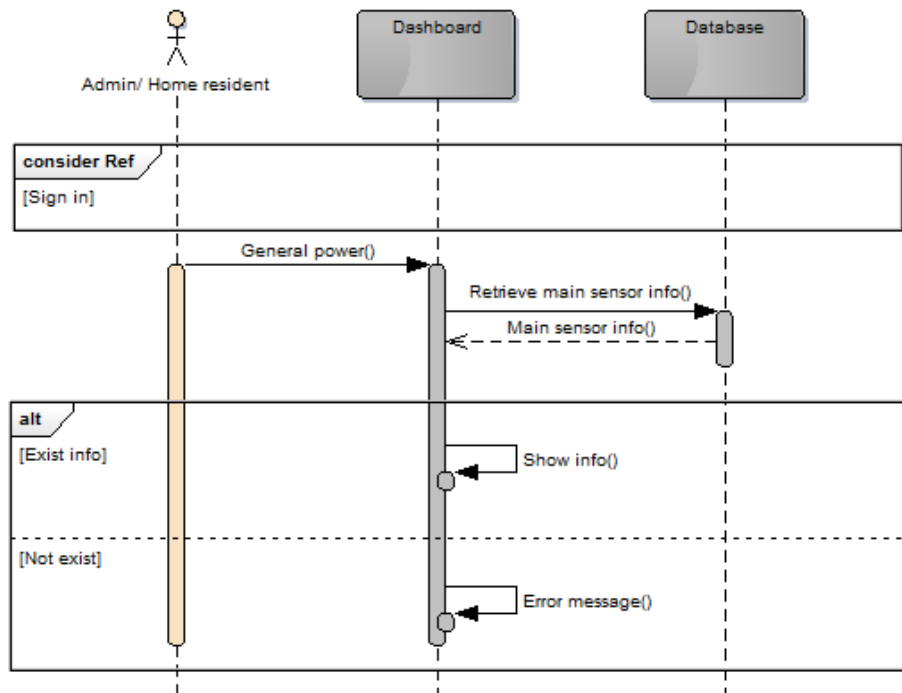 Dashboard
Database
Admin/ Home resident
consider Ref
[Sign in]
General power()
Retrieve main sensor info()
Main sensor info()
alt
[Exist info]
Show info()
[Not exist]
Error message()